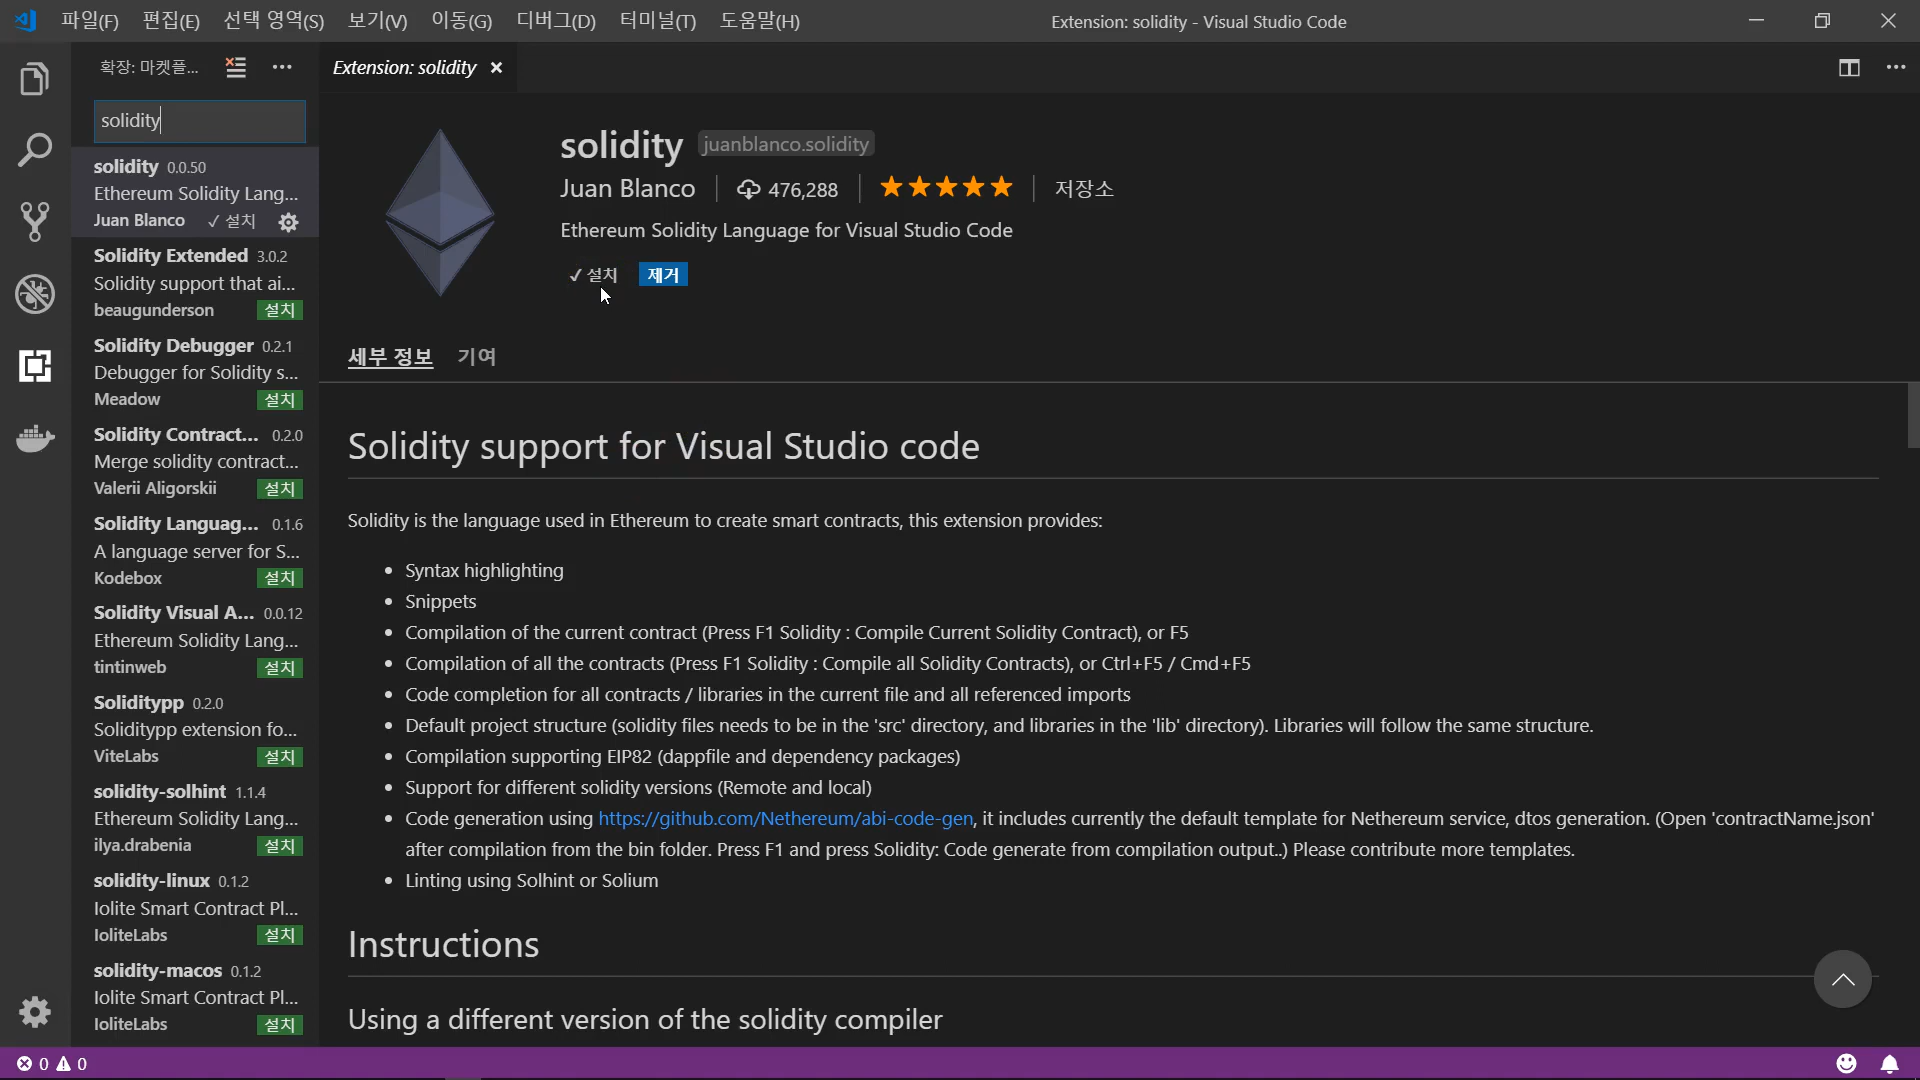 파일(F) 편집(E) 선택 영역(S) 보기(V) 이동(G) 디버그(D) 터미널(T) 도움말(H) Extension: solidity - Visual Studio Code
확장: 마켓플...
Extension: solidity
solidity
solidity 0.0.50
Ethereum Solidity Lang...
Juan Blanco ✓ 설치
Solidity Extended 3.0.2
Solidity support that ai...
beaugunderson 설치
Solidity Debugger 0.2.1
Debugger for Solidity s...
Meadow 설치
Solidity Contract... 0.2.0
Merge solidity contract...
Valerii Aligorskii 설치
Solidity Languag... 0.1.6
A language server for S...
Kodebox 설치
Solidity Visual A... 0.0.12
Ethereum Solidity Lang...
tintinweb 설치
Soliditypp 0.2.0
Soliditypp extension fo...
ViteLabs 설치
solidity-solhint 1.1.4
Ethereum Solidity Lang...
ilya.drabenia 설치
solidity-linux 0.1.2
Iolite Smart Contract Pl...
IoliteLabs 설치
solidity-macos 0.1.2
Iolite Smart Contract Pl...
IoliteLabs 설치
solidity juanblanco.solidity
Juan Blanco 476,288 저장소
Ethereum Solidity Language for Visual Studio Code
✓ 설치 제거
세부 정보 기여
Solidity support for Visual Studio code
Solidity is the language used in Ethereum to create smart contracts, this extension provides:
• Syntax highlighting
• Snippets
• Compilation of the current contract (Press F1 Solidity : Compile Current Solidity Contract), or F5
• Compilation of all the contracts (Press F1 Solidity : Compile all Solidity Contracts), or Ctrl+F5 / Cmd+F5
• Code completion for all contracts / libraries in the current file and all referenced imports
• Default project structure (solidity files needs to be in the 'src' directory, and libraries in the 'lib' directory). Libraries will follow the same structure.
• Compilation supporting EIP82 (dappfile and dependency packages)
• Support for different solidity versions (Remote and local)
• Code generation using https://github.com/Nethereum/abi-code-gen, it includes currently the default template for Nethereum service, dtos generation. (Open 'contractName.json'
after compilation from the bin folder. Press F1 and press Solidity: Code generate from compilation output..) Please contribute more templates.
• Linting using Solhint or Solium
Instructions
Using a different version of the solidity compiler
0 0